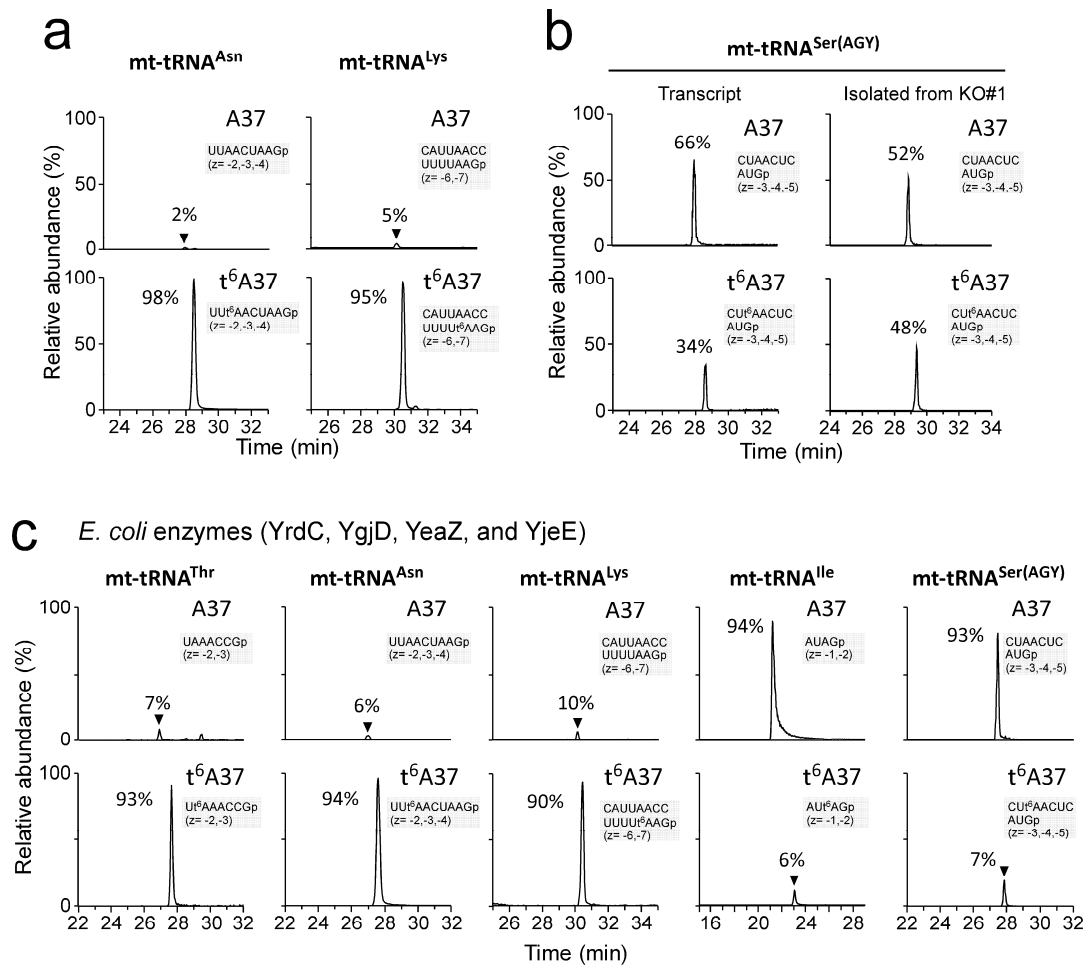 a
mt-tRNAAsn
mt-tRNALys
Relative abundance (%)
100
50
0
A37
UUAACUAAGp
(z= -2,-3,-4)
2%
A37
CAUUAACC
UUUUAAGp
(z= -6,-7)
5%
100
50
0
t6A37
UUt6AACUAAGp
(z= -2,-3,-4)
98%
t6A37
CAUUAACC
UUUUt6AAGp
(z= -6,-7)
95%
24 26 28 30 32
26 28 30 32 34
Time (min)
b
mt-tRNASer(AGY)
Transcript
Isolated from KO#1
Relative abundance (%)
100
50
0
A37
CUAACUC
AUGp
(z= -3,-4,-5)
66%
A37
CUAACUC
AUGp
(z= -3,-4,-5)
52%
100
50
0
t6A37
CUt6AACUC
AUGp
(z= -3,-4,-5)
34%
t6A37
CUt6AACUC
AUGp
(z= -3,-4,-5)
48%
24 26 28 30 32
24 26 28 30 32 34
Time (min)
c
E. coli enzymes (YrdC, YgjD, YeaZ, and YjeE)
mt-tRNAThr
mt-tRNAAsn
mt-tRNALys
mt-tRNAIle
mt-tRNASer(AGY)
Relative abundance (%)
100
0
A37
UAAACCGp
(z= -2,-3)
7%
A37
UUAACUAAGp
(z= -2,-3,-4)
6%
A37
CAUUAACC
UUUUAAGp
(z= -6,-7)
10%
A37
AUAGp
(z= -1,-2)
94%
A37
CUAACUC
AUGp
(z= -3,-4,-5)
93%
100
0
t6A37
Ut6AAACCGp
(z= -2,-3)
93%
t6A37
UUt6AACUAAGp
(z= -2,-3,-4)
94%
t6A37
CAUUAACC
UUUUt6AAGp
(z= -6,-7)
90%
t6A37
AUt6AGp
(z= -1,-2)
6%
t6A37
CUt6AACUC
AUGp
(z= -3,-4,-5)
7%
22 24 26 28 30 32
22 24 26 28 30 32
26 28 30 32 34
16 20 24 28
22 24 26 28 30 32
Time (min)